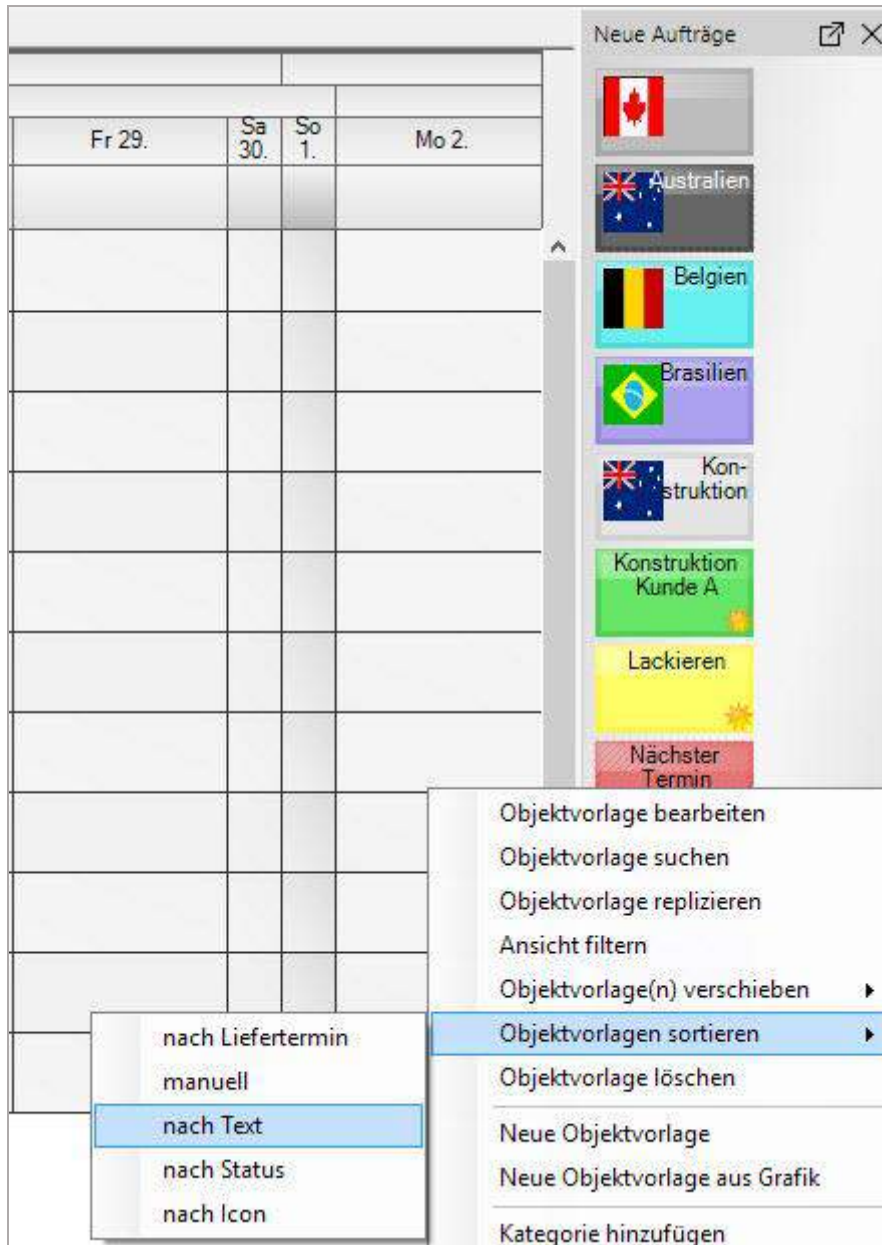 Neue Aufträge
Fr 29.
Sa
30.
So
1.
Mo 2.
Australien
Belgien
Brasilien
Kon-
struktion
Konstruktion
Kunde A
Lackieren
Nächster
Termin
Objektvorlage bearbeiten
Objektvorlage suchen
Objektvorlage replizieren
Ansicht filtern
Objektvorlage(n) verschieben
Objektvorlagen sortieren
Objektvorlage löschen
Neue Objektvorlage
Neue Objektvorlage aus Grafik
Kategorie hinzufügen
nach Liefertermin
manuell
nach Text
nach Status
nach Icon